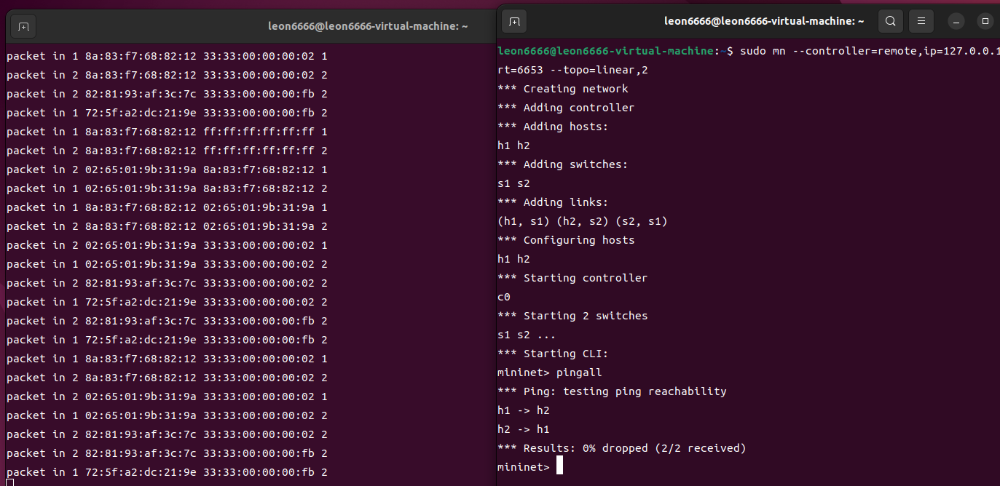 leon6666@leon6666-virtual-machine: ~
packet in 1 8a:83:f7:68:82:12 33:33:00:00:00:02 1
packet in 2 8a:83:f7:68:82:12 33:33:00:00:00:02 2
packet in 2 82:81:93:af:3c:7c 33:33:00:00:00:fb 2
packet in 1 72:5f:a2:dc:21:9e 33:33:00:00:00:fb 2
packet in 1 8a:83:f7:68:82:12 ff:ff:ff:ff:ff:ff 1
packet in 2 8a:83:f7:68:82:12 ff:ff:ff:ff:ff:ff 2
packet in 2 02:65:01:9b:31:9a 8a:83:f7:68:82:12 1
packet in 1 02:65:01:9b:31:9a 8a:83:f7:68:82:12 2
packet in 1 8a:83:f7:68:82:12 02:65:01:9b:31:9a 1
packet in 2 8a:83:f7:68:82:12 02:65:01:9b:31:9a 2
packet in 2 02:65:01:9b:31:9a 33:33:00:00:00:02 1
packet in 1 02:65:01:9b:31:9a 33:33:00:00:00:02 2
packet in 2 82:81:93:af:3c:7c 33:33:00:00:00:02 2
packet in 1 72:5f:a2:dc:21:9e 33:33:00:00:00:02 2
packet in 2 82:81:93:af:3c:7c 33:33:00:00:00:fb 2
packet in 1 72:5f:a2:dc:21:9e 33:33:00:00:00:fb 2
packet in 1 8a:83:f7:68:82:12 33:33:00:00:00:02 1
packet in 2 8a:83:f7:68:82:12 33:33:00:00:00:02 2
packet in 2 02:65:01:9b:31:9a 33:33:00:00:00:02 1
packet in 1 02:65:01:9b:31:9a 33:33:00:00:00:02 2
packet in 2 82:81:93:af:3c:7c 33:33:00:00:00:02 2
packet in 2 82:81:93:af:3c:7c 33:33:00:00:00:fb 2
packet in 1 72:5f:a2:dc:21:9e 33:33:00:00:00:fb 2
leon6666@leon6666-virtual-machine: ~
leon6666@leon6666-virtual-machine:~$ sudo mn --controller=remote,ip=127.0.0.1
rt=6653 --topo=linear,2
*** Creating network
*** Adding controller
*** Adding hosts:
h1 h2
*** Adding switches:
s1 s2
*** Adding links:
(h1, s1) (h2, s2) (s2, s1)
*** Configuring hosts
h1 h2
*** Starting controller
c0
*** Starting 2 switches
s1 s2 ...
*** Starting CLI:
mininet> pingall
*** Ping: testing ping reachability
h1 -> h2
h2 -> h1
*** Results: 0% dropped (2/2 received)
mininet>